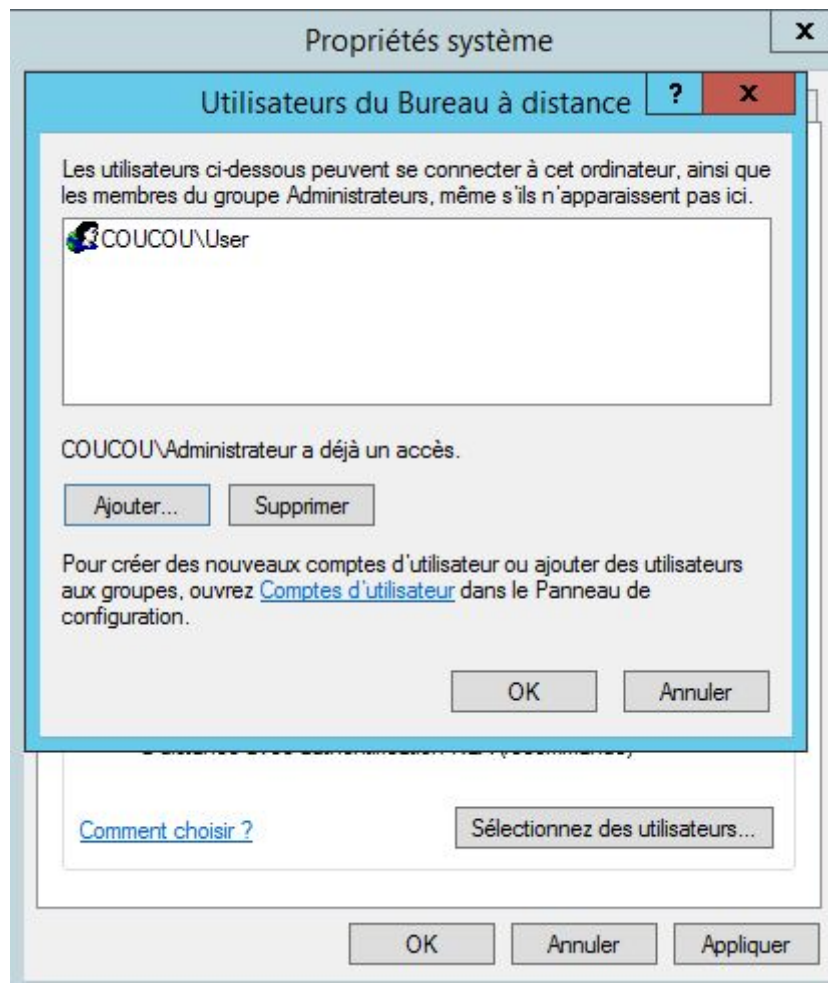 Propriétés système
x
Utilisateurs du Bureau à distance
?
x
Les utilisateurs ci-dessous peuvent se connecter à cet ordinateur, ainsi que
les membres du groupe Administrateurs, même s'ils n'apparaissent pas ici.
COUCOU\User
COUCOU\Administrateur a déjà un accès.
Ajouter...
Supprimer
Pour créer des nouveaux comptes d'utilisateur ou ajouter des utilisateurs
aux groupes, ouvrez Comptes d'utilisateur dans le Panneau de
configuration.
OK
Annuler
Comment choisir ?
Sélectionnez des utilisateurs...
OK
Annuler
Appliquer